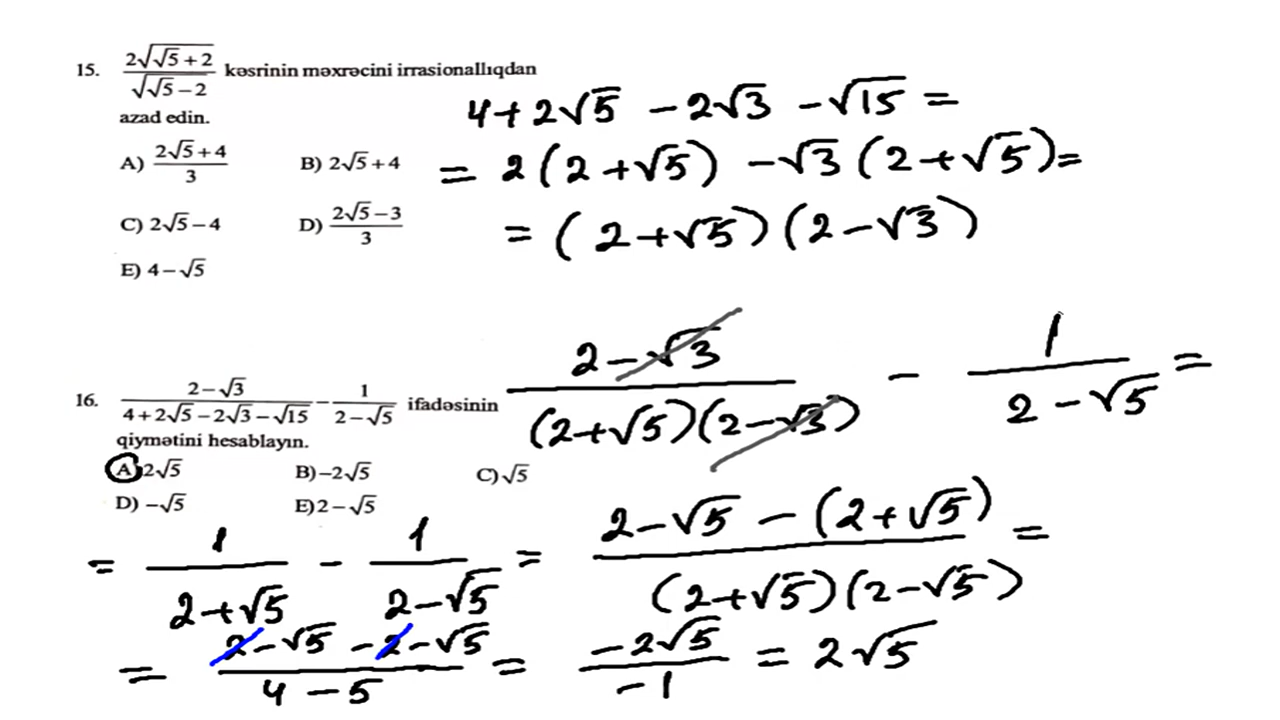 15. 2√(√5+2) / √(√5−2) kəsrinin məxrəcini irrasionallıqdan
azad edin.
A) (2√5+4)/3 B) 2√5+4
C) 2√5−4 D) (2√5−3)/3
E) 4−√5
4+2√5 −2√3 −√15 =
= 2(2+√5) −√3(2+√5)=
= (2+√5)(2−√3)
16. (2−√3)/(4+2√5−2√3−√15) − 1/(2−√5) ifadəsinin
qiymətini hesablayın.
A) 2√5 B) −2√5 C) √5
D) −√5 E) 2−√5
(2−√3)/((2+√5)(2−√3)) − 1/(2−√5) =
= 1/(2+√5) − 1/(2−√5) = (2−√5 −(2+√5))/((2+√5)(2−√5)) =
= (2−√5 −2−√5)/(4−5) = (−2√5)/(−1) = 2√5